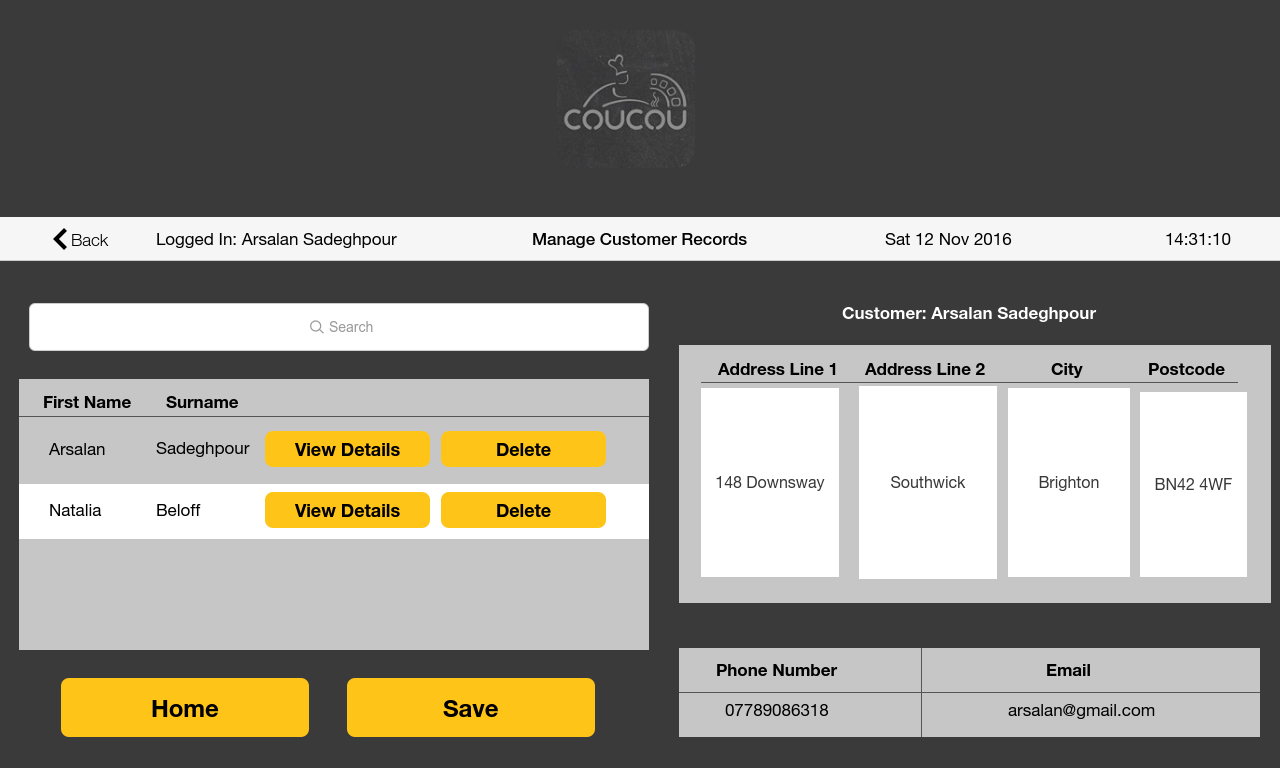 COUCOU
Back Logged In: Arsalan Sadeghpour Manage Customer Records Sat 12 Nov 2016 14:31:10
Search
First Name Surname
Arsalan Sadeghpour View Details Delete
Natalia Beloff View Details Delete
Home Save
Customer: Arsalan Sadeghpour
Address Line 1 Address Line 2 City Postcode
148 Downsway Southwick Brighton BN42 4WF
Phone Number Email
07789086318 arsalan@gmail.com